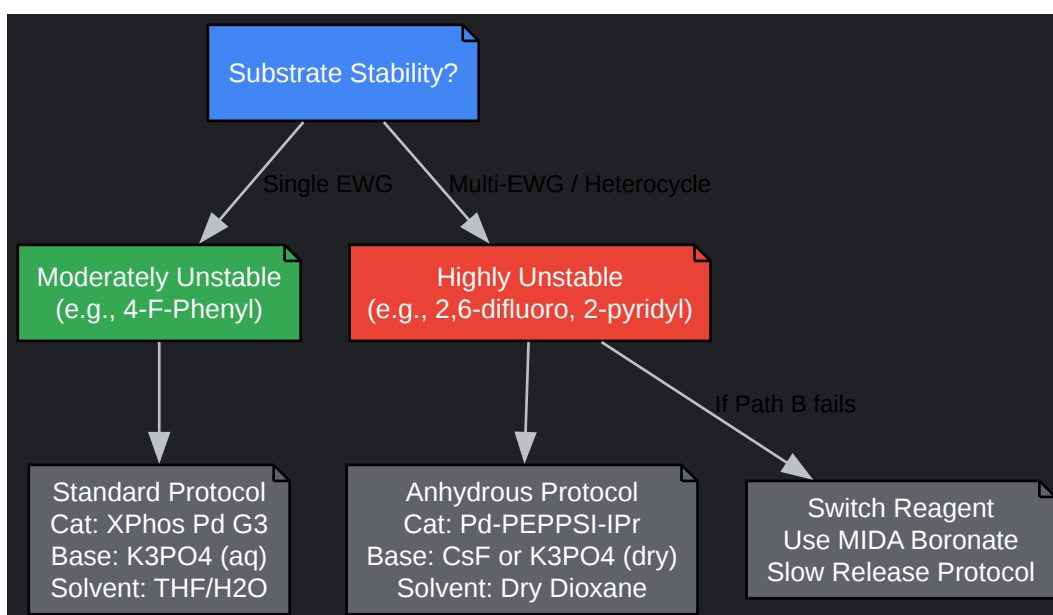 Substrate Stability?
Single EWG
Multi-EWG / Heterocycle
Moderately Unstable
(e.g., 4-F-Phenyl)
Highly Unstable
(e.g., 2,6-difluoro, 2-pyridyl)
If Path B fails
Standard Protocol
Cat: XPhos Pd G3
Base: K3PO4 (aq)
Solvent: THF/H2O
Anhydrous Protocol
Cat: Pd-PEPPSI-IPr
Base: CsF or K3PO4 (dry)
Solvent: Dry Dioxane
Switch Reagent
Use MIDA Boronate
Slow Release Protocol